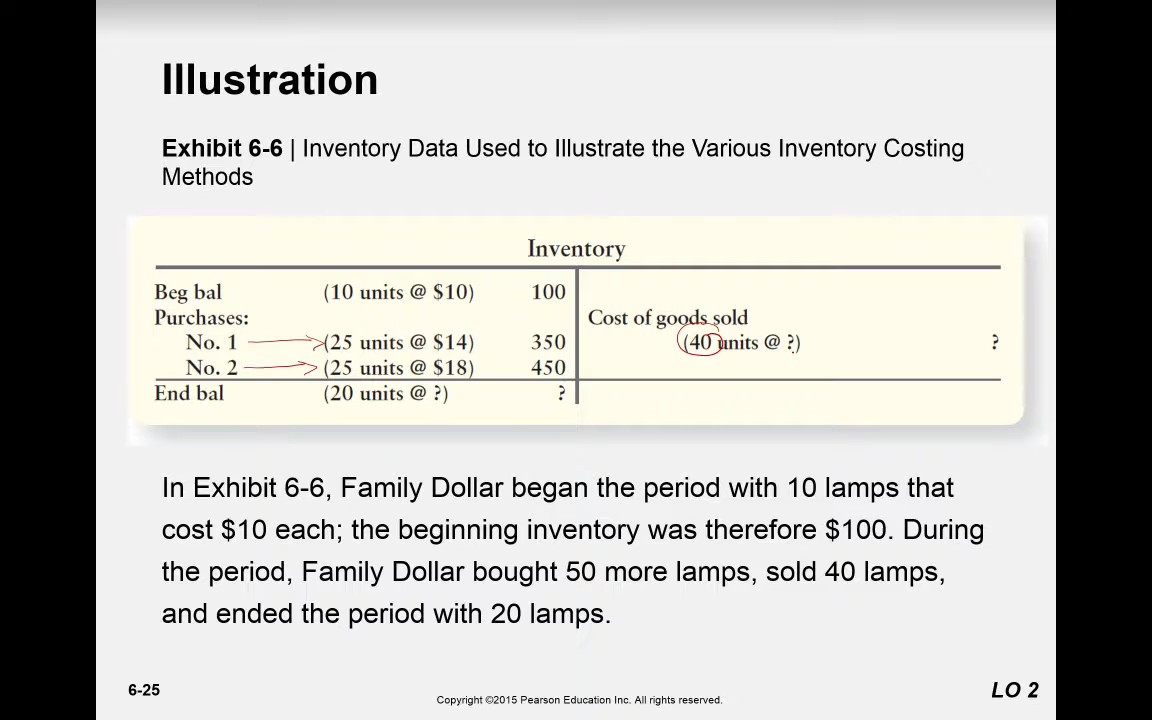 Illustration
Exhibit 6-6 | Inventory Data Used to Illustrate the Various Inventory Costing
Methods
Inventory
Beg bal (10 units @ $10) 100
Purchases: Cost of goods sold
No. 1 (25 units @ $14) 350 (40 units @ ?) ?
No. 2 (25 units @ $18) 450
End bal (20 units @ ?) ?
In Exhibit 6-6, Family Dollar began the period with 10 lamps that
cost $10 each; the beginning inventory was therefore $100. During
the period, Family Dollar bought 50 more lamps, sold 40 lamps,
and ended the period with 20 lamps.
6-25 Copyright ©2015 Pearson Education Inc. All rights reserved. LO 2